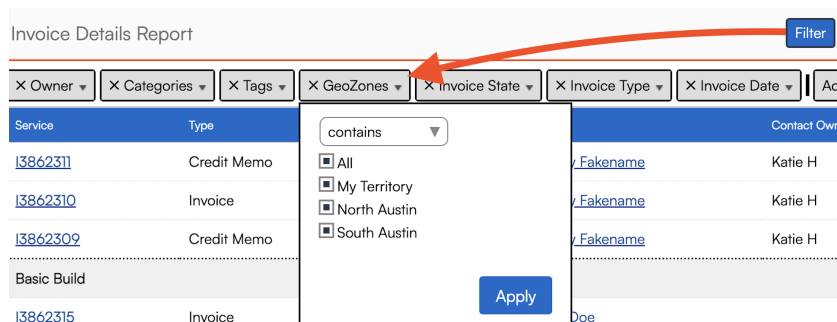 Invoice Details Report
Filter
× Owner ▾ × Categories ▾ × Tags ▾ × GeoZones ▾ × Invoice State ▾ × Invoice Type ▾ × Invoice Date ▾
Service Type Contact Own
contains ▼
All
I3862311 Credit Memo Fakename Katie H
My Territory
I3862310 Invoice Fakename Katie H
North Austin
South Austin
I3862309 Credit Memo Fakename Katie H
Basic Build
Apply
I3862315 Invoice Doe